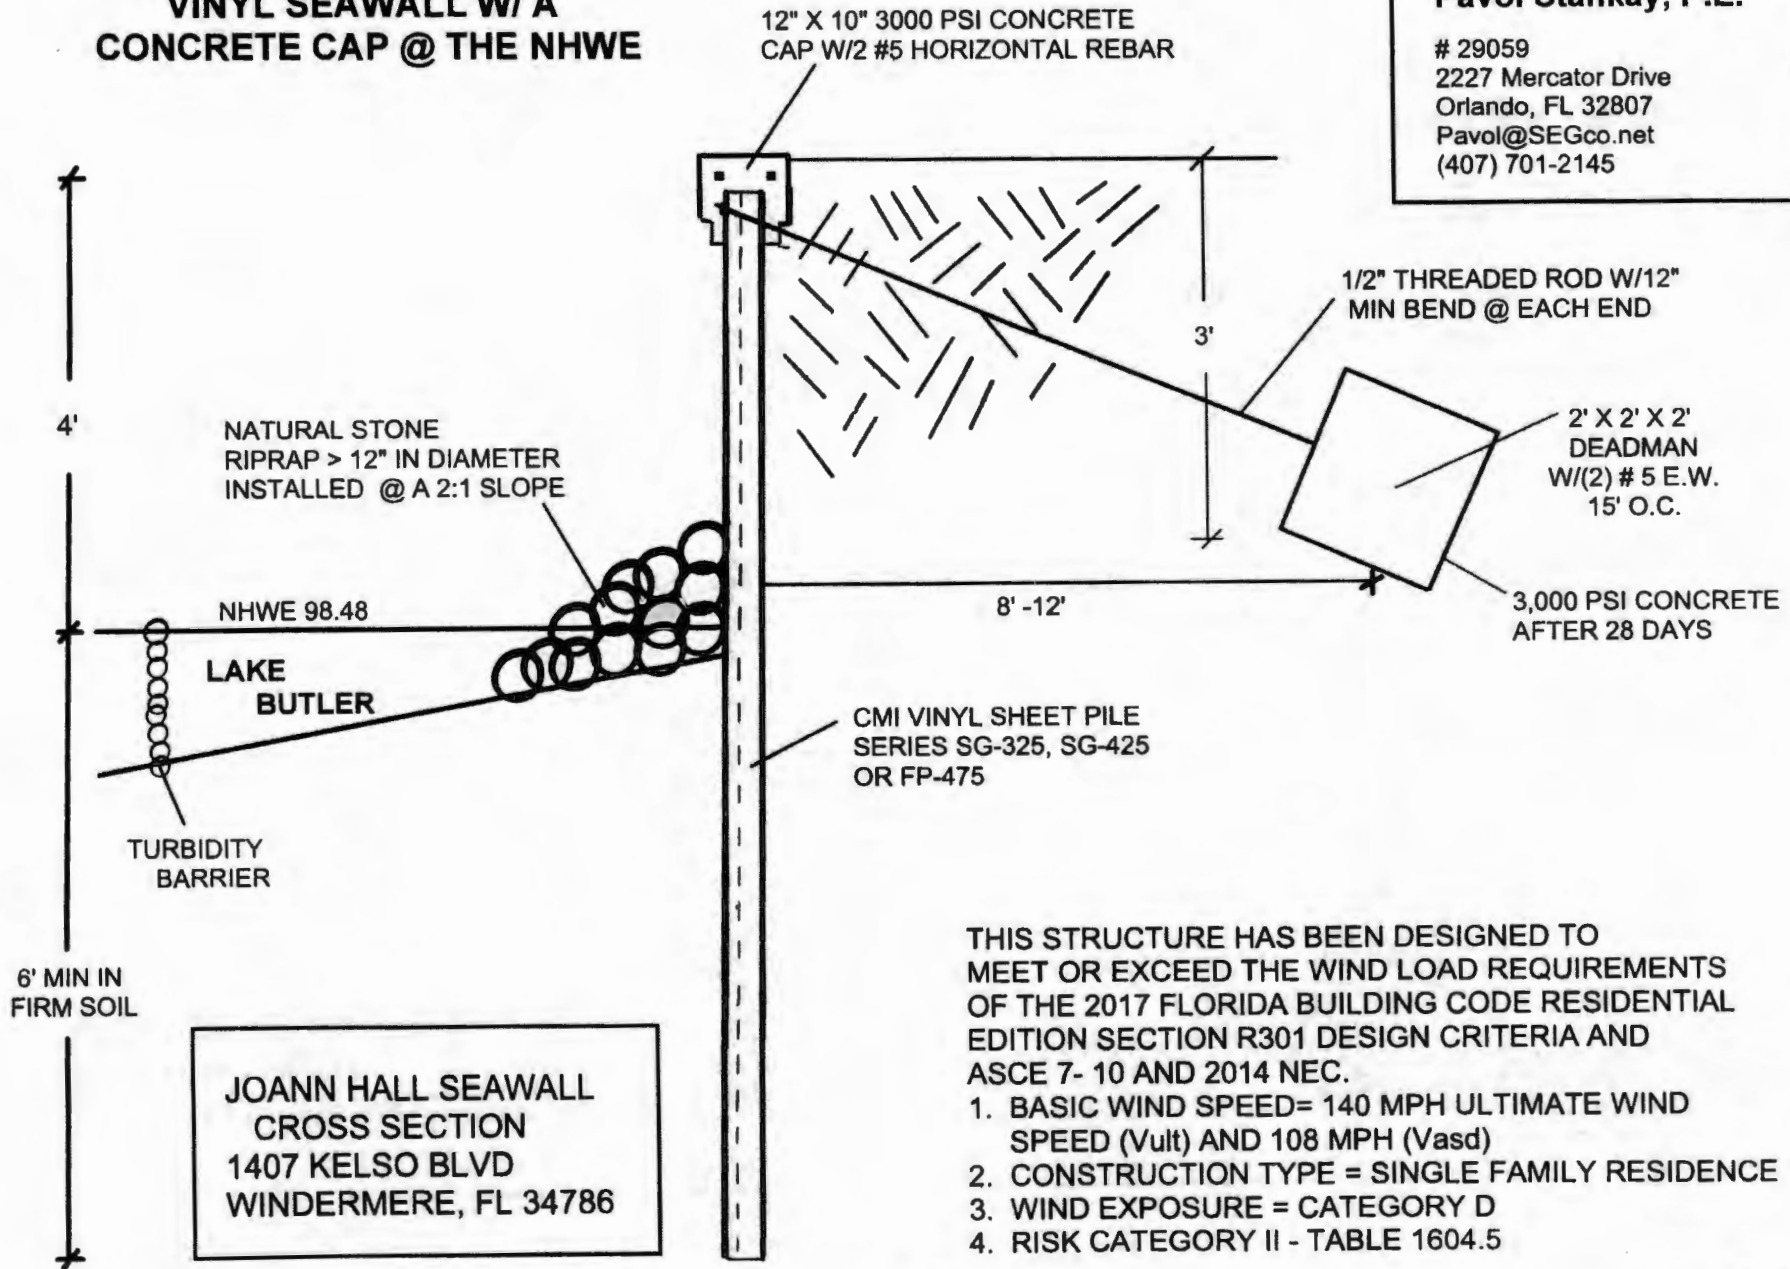 VINYL SEAWALL W/ A
CONCRETE CAP @ THE NHWE
12" X 10" 3000 PSI CONCRETE
CAP W/2 #5 HORIZONTAL REBAR
# 29059
2227 Mercator Drive
Orlando, FL 32807
Pavol@SEGco.net
(407) 701-2145
1/2" THREADED ROD W/12"
MIN BEND @ EACH END
3'
4'
NATURAL STONE
RIPRAP > 12" IN DIAMETER
INSTALLED @ A 2:1 SLOPE
2' X 2' X 2'
DEADMAN
W/(2) # 5 E.W.
15' O.C.
NHWE 98.48
8' -12'
3,000 PSI CONCRETE
AFTER 28 DAYS
LAKE
BUTLER
CMI VINYL SHEET PILE
SERIES SG-325, SG-425
OR FP-475
TURBIDITY
BARRIER
6' MIN IN
FIRM SOIL
JOANN HALL SEAWALL
CROSS SECTION
1407 KELSO BLVD
WINDERMERE, FL 34786
THIS STRUCTURE HAS BEEN DESIGNED TO
MEET OR EXCEED THE WIND LOAD REQUIREMENTS
OF THE 2017 FLORIDA BUILDING CODE RESIDENTIAL
EDITION SECTION R301 DESIGN CRITERIA AND
ASCE 7- 10 AND 2014 NEC.
1. BASIC WIND SPEED= 140 MPH ULTIMATE WIND
SPEED (Vult) AND 108 MPH (Vasd)
2. CONSTRUCTION TYPE = SINGLE FAMILY RESIDENCE
3. WIND EXPOSURE = CATEGORY D
4. RISK CATEGORY II - TABLE 1604.5